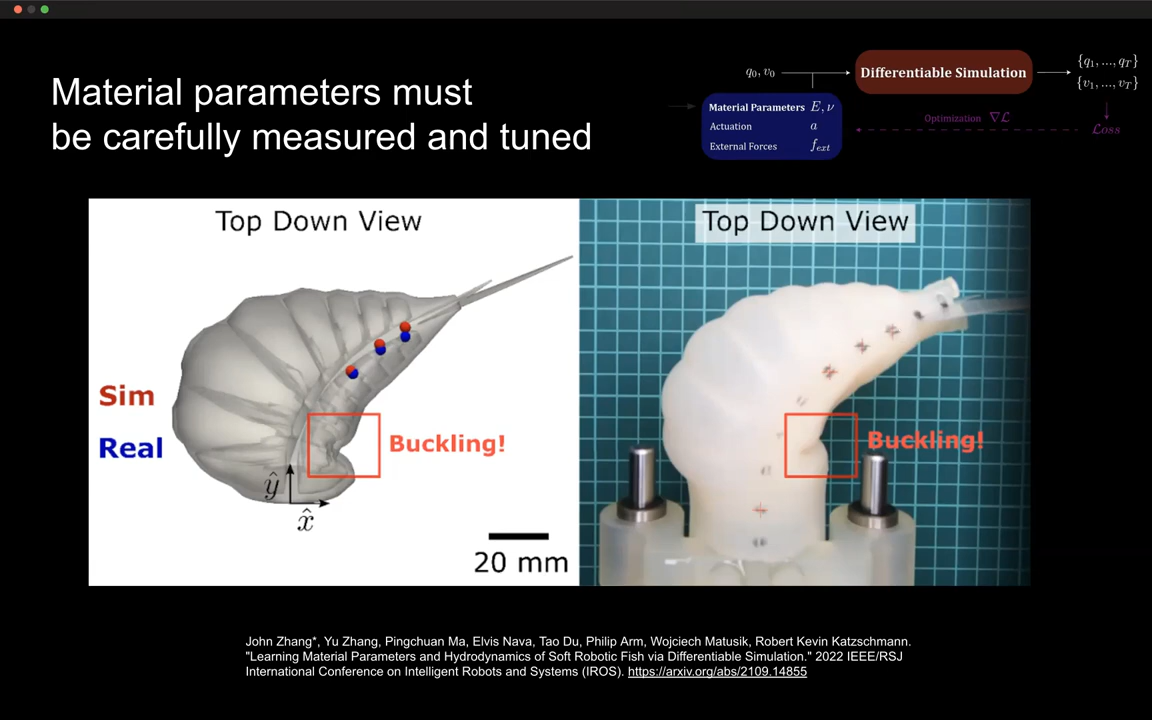 Material parameters must
be carefully measured and tuned
q₀, v₀
Differentiable Simulation
{q₁, ..., q_T}
{v₁, ..., v_T}
Material Parameters E, ν
Actuation a
External Forces f_ext
Optimization ∇ℒ
ℒoss
Top Down View
Sim
Real
Buckling!
ŷ
x̂
20 mm
Top Down View
Buckling!
John Zhang*, Yu Zhang, Pingchuan Ma, Elvis Nava, Tao Du, Philip Arm, Wojciech Matusik, Robert Kevin Katzschmann.
"Learning Material Parameters and Hydrodynamics of Soft Robotic Fish via Differentiable Simulation." 2022 IEEE/RSJ
International Conference on Intelligent Robots and Systems (IROS). https://arxiv.org/abs/2109.14855